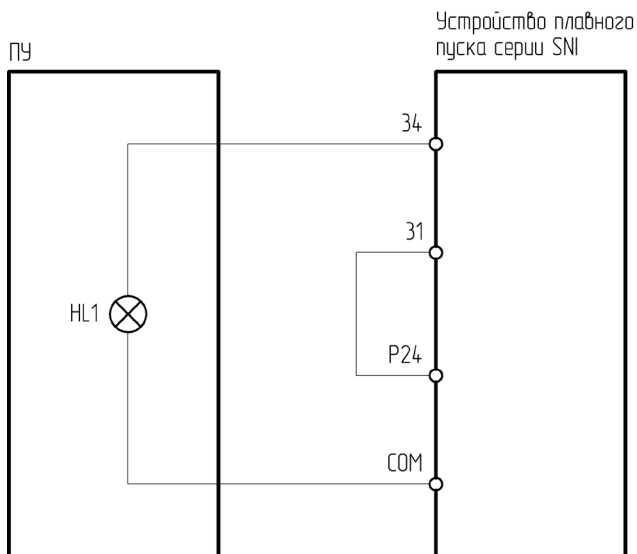 Устройство плавного
пуска серии SNI
ПУ
34
31
HL1
P24
COM